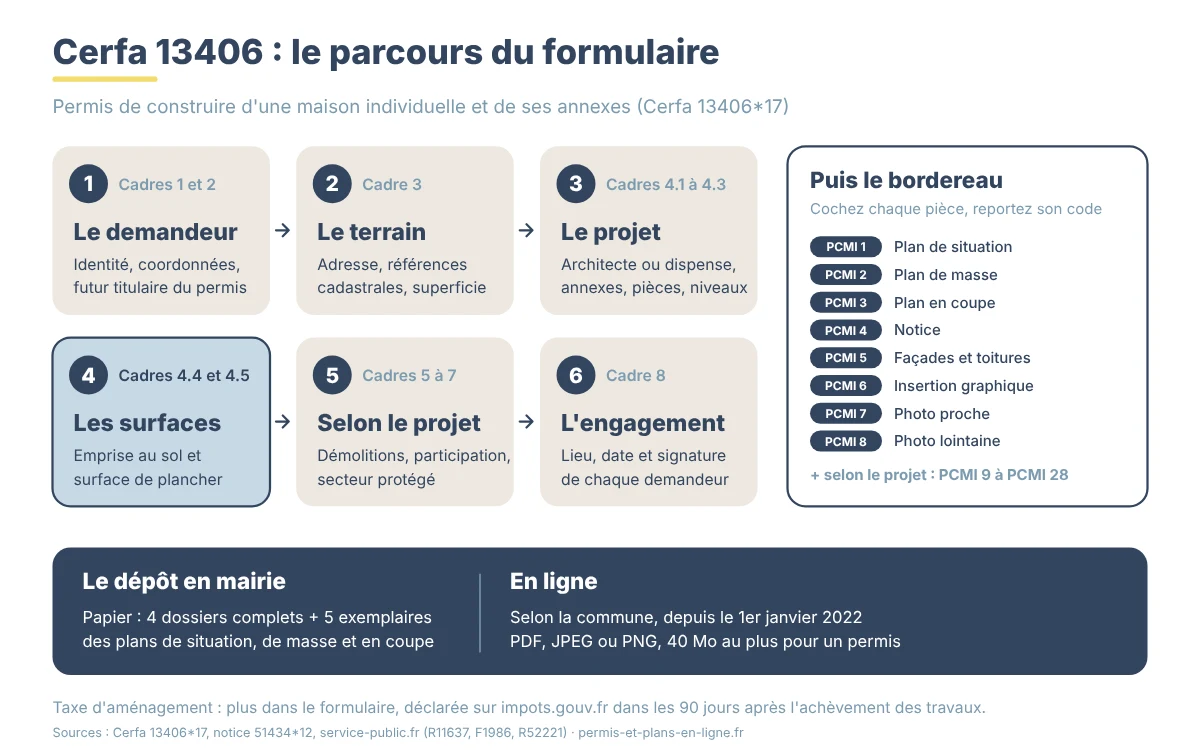 Cerfa 13406 : le parcours du formulaire
Permis de construire d'une maison individuelle et de ses annexes (Cerfa 13406*17)
1 Cadres 1 et 2
Le demandeur
Identité, coordonnées,
futur titulaire du permis
→
2 Cadre 3
Le terrain
Adresse, références
cadastrales, superficie
→
3 Cadres 4.1 à 4.3
Le projet
Architecte ou dispense,
annexes, pièces, niveaux
4 Cadres 4.4 et 4.5
Les surfaces
Emprise au sol et
surface de plancher
→
5 Cadres 5 à 7
Selon le projet
Démolitions, participation,
secteur protégé
→
6 Cadre 8
L'engagement
Lieu, date et signature
de chaque demandeur
Puis le bordereau
Cochez chaque pièce, reportez son code
PCMI 1 Plan de situation
PCMI 2 Plan de masse
PCMI 3 Plan en coupe
PCMI 4 Notice
PCMI 5 Façades et toitures
PCMI 6 Insertion graphique
PCMI 7 Photo proche
PCMI 8 Photo lointaine
+ selon le projet : PCMI 9 à PCMI 28
Le dépôt en mairie
Papier : 4 dossiers complets + 5 exemplaires
des plans de situation, de masse et en coupe
En ligne
Selon la commune, depuis le 1er janvier 2022
PDF, JPEG ou PNG, 40 Mo au plus pour un permis
Taxe d'aménagement : plus dans le formulaire, déclarée sur impots.gouv.fr dans les 90 jours après l'achèvement des travaux.
Sources : Cerfa 13406*17, notice 51434*12, service-public.fr (R11637, F1986, R52221) · permis-et-plans-en-ligne.fr